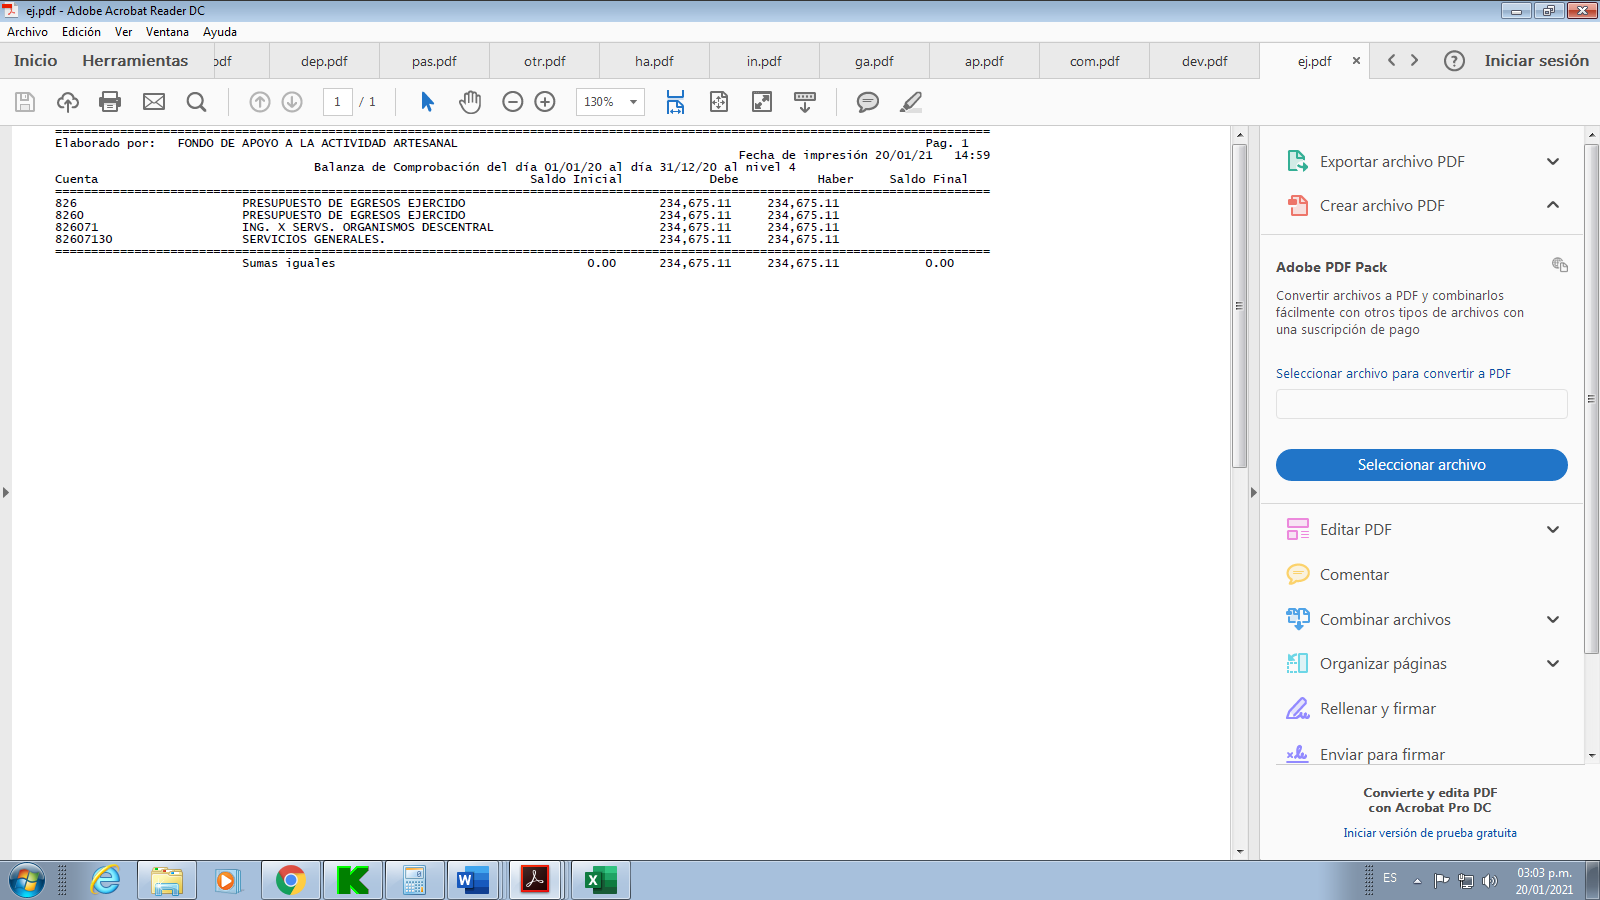 ej.pdf - Adobe Acrobat Reader DC
Archivo Edición Ver Ventana Ayuda
Inicio Herramientas pdf dep.pdf pas.pdf otr.pdf ha.pdf in.pdf ga.pdf ap.pdf com.pdf dev.pdf ej.pdf × ? Iniciar sesión
1 / 1 130%
Elaborado por: FONDO DE APOYO A LA ACTIVIDAD ARTESANAL Pag. 1
Fecha de impresión 20/01/21 14:59
Balanza de Comprobación del día 01/01/20 al día 31/12/20 al nivel 4
Cuenta Saldo Inicial Debe Haber Saldo Final
826 PRESUPUESTO DE EGRESOS EJERCIDO 234,675.11 234,675.11
8260 PRESUPUESTO DE EGRESOS EJERCIDO 234,675.11 234,675.11
826071 ING. X SERVS. ORGANISMOS DESCENTRAL 234,675.11 234,675.11
82607130 SERVICIOS GENERALES. 234,675.11 234,675.11
Sumas iguales 0.00 234,675.11 234,675.11 0.00
Exportar archivo PDF
Crear archivo PDF
Adobe PDF Pack
Convertir archivos a PDF y combinarlos
fácilmente con otros tipos de archivos con
una suscripción de pago
Seleccionar archivo para convertir a PDF
Seleccionar archivo
Editar PDF
Comentar
Combinar archivos
Organizar páginas
Rellenar y firmar
Enviar para firmar
Convierte y edita PDF
con Acrobat Pro DC
Iniciar versión de prueba gratuita
ES 03:03 p.m.
20/01/2021